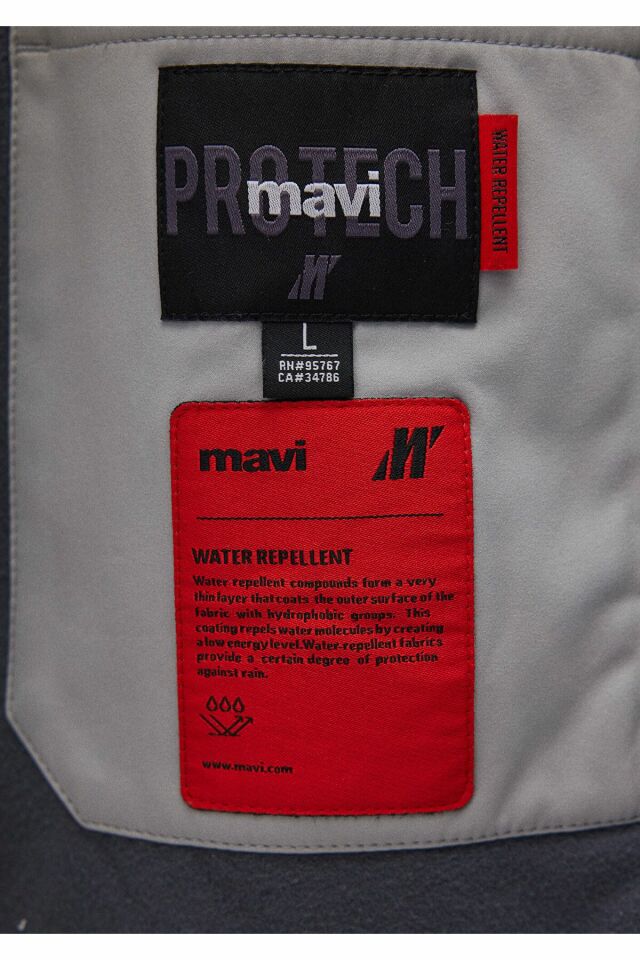 PROTECH
mavi
M
WATER REPELLENT
L
RN#95767
CA#34786
mavi M
WATER REPELLENT
Water repellent compounds form a very
thin layer that coats the outer surface of the
fabric with hydrophobic groups. This
coating repels water molecules by creating
a low energy level. Water-repellent fabrics
provide a certain degree of protection
against rain.
www.mavi.com